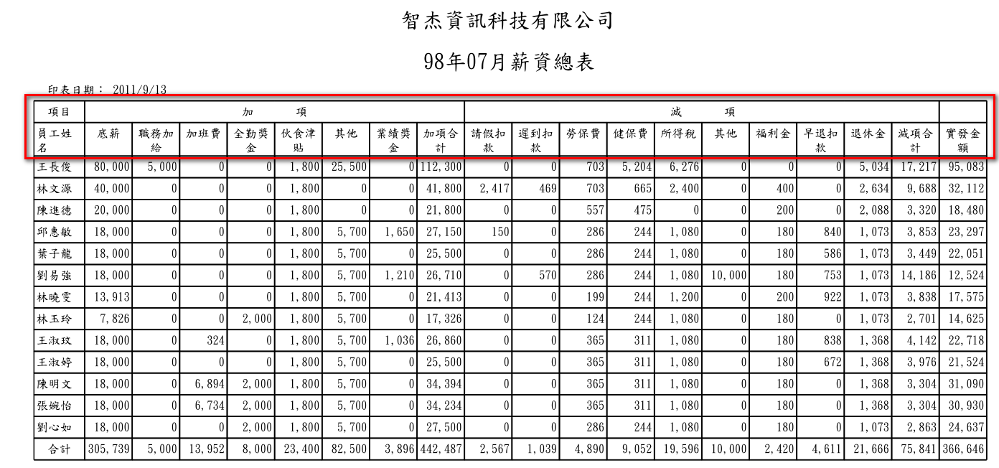 智杰資訊科技有限公司
98年07月薪資總表
印表日期： 2011/9/13
項目 加 項 減 項
員工姓名 底薪 職務加給 加班費 全勤獎金 伙食津貼 其他 業績獎金 加項合計 請假扣款 遲到扣款 勞保費 健保費 所得稅 其他 福利金 早退扣款 退休金 減項合計 實發金額
王長俊 80,000 5,000 0 0 1,800 25,500 0 112,300 0 0 703 5,204 6,276 0 0 0 5,034 17,217 95,083
林文源 40,000 0 0 0 1,800 0 0 41,800 2,417 469 703 665 2,400 0 400 0 2,634 9,688 32,112
陳進德 20,000 0 0 0 1,800 0 0 21,800 0 0 557 475 0 0 200 0 2,088 3,320 18,480
邱惠敏 18,000 0 0 0 1,800 5,700 1,650 27,150 150 0 286 244 1,080 0 180 840 1,073 3,853 23,297
葉子龍 18,000 0 0 0 1,800 5,700 0 25,500 0 0 286 244 1,080 0 180 586 1,073 3,449 22,051
劉易強 18,000 0 0 0 1,800 5,700 1,210 26,710 0 570 286 244 1,080 10,000 180 753 1,073 14,186 12,524
林曉雯 13,913 0 0 0 1,800 5,700 0 21,413 0 0 199 244 1,200 0 200 922 1,073 3,838 17,575
林玉玲 7,826 0 0 2,000 1,800 5,700 0 17,326 0 0 124 244 1,080 0 180 0 1,073 2,701 14,625
王淑玟 18,000 0 324 0 1,800 5,700 1,036 26,860 0 0 365 311 1,080 0 180 838 1,368 4,142 22,718
王淑婷 18,000 0 0 0 1,800 5,700 0 25,500 0 0 365 311 1,080 0 180 672 1,368 3,976 21,524
陳明文 18,000 0 6,894 2,000 1,800 5,700 0 34,394 0 0 365 311 1,080 0 180 0 1,368 3,304 31,090
張婉怡 18,000 0 6,734 2,000 1,800 5,700 0 34,234 0 0 365 311 1,080 0 180 0 1,368 3,304 30,930
劉心如 18,000 0 0 2,000 1,800 5,700 0 27,500 0 0 286 244 1,080 0 180 0 1,073 2,863 24,637
合計 305,739 5,000 13,952 8,000 23,400 82,500 3,896 442,487 2,567 1,039 4,890 9,052 19,596 10,000 2,420 4,611 21,666 75,841 366,646